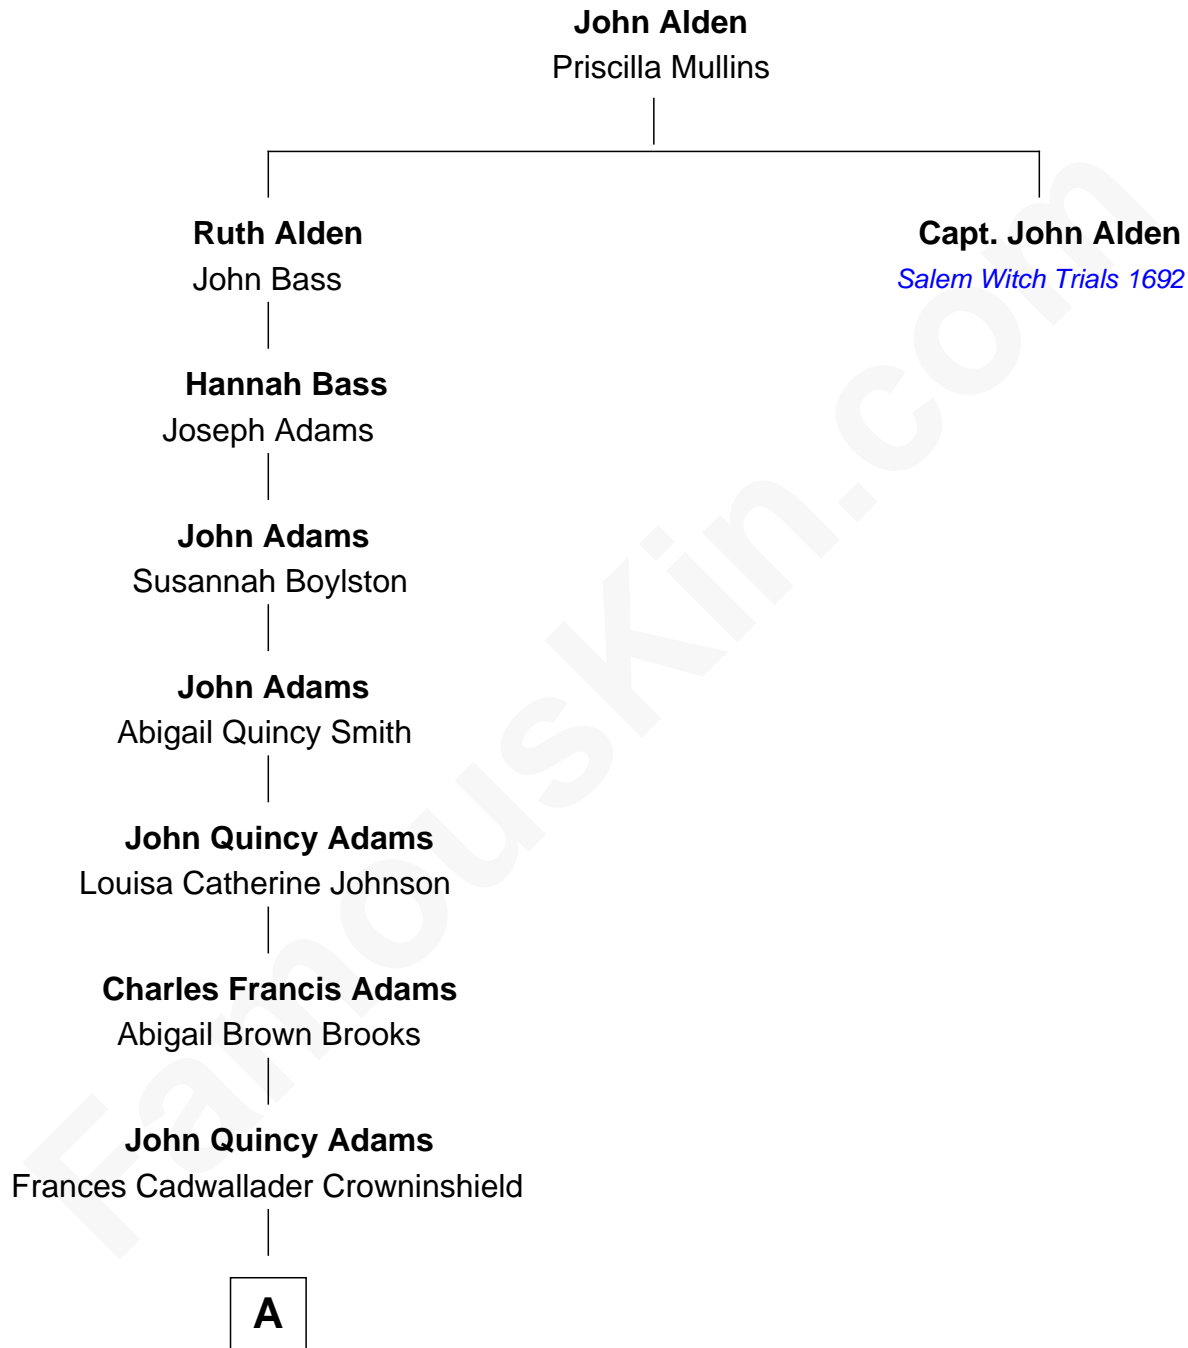 John Alden
Priscilla Mullins
Ruth Alden
John Bass
Capt. John Alden
Salem Witch Trials 1692
Hannah Bass
Joseph Adams
John Adams
Susannah Boylston
John Adams
Abigail Quincy Smith
John Quincy Adams
Louisa Catherine Johnson
Charles Francis Adams
Abigail Brown Brooks
John Quincy Adams
Frances Cadwallader Crowninshield
A
FamousKin.com